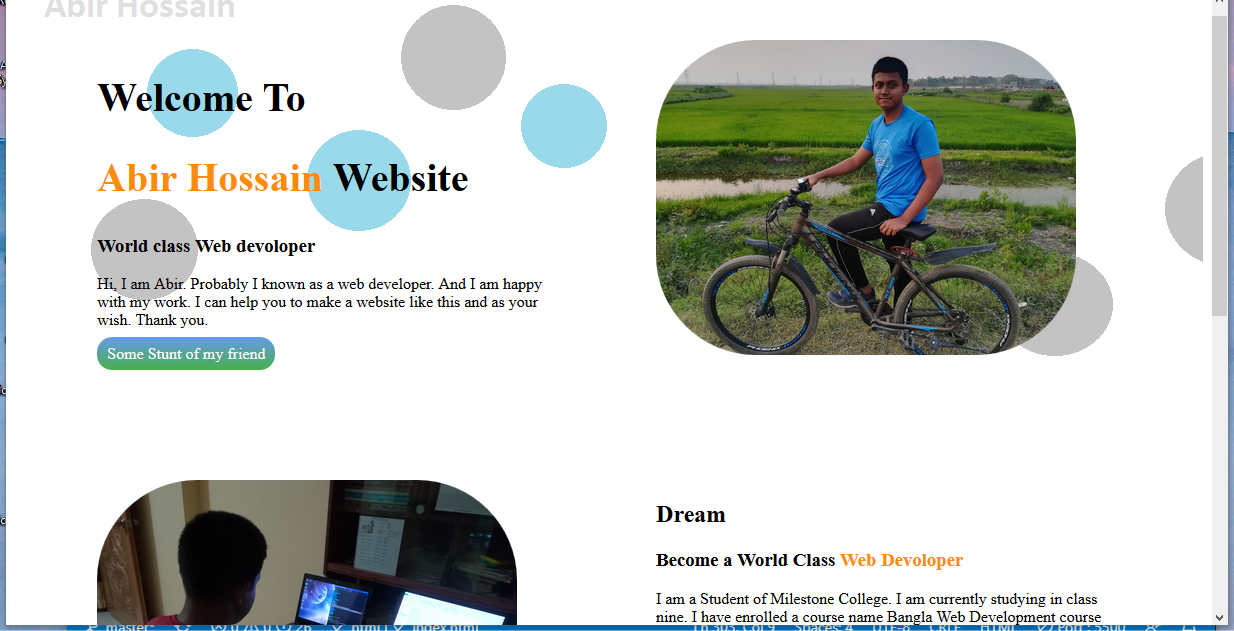 Abir Hossain
Welcome To
Abir Hossain Website
World class Web devoloper
Hi, I am Abir. Probably I known as a web developer. And I am happy
with my work. I can help you to make a website like this and as your
wish. Thank you.
Some Stunt of my friend
Dream
Become a World Class Web Devoloper
I am a Student of Milestone College. I am currently studying in class
nine. I have enrolled a course name Bangla Web Development course